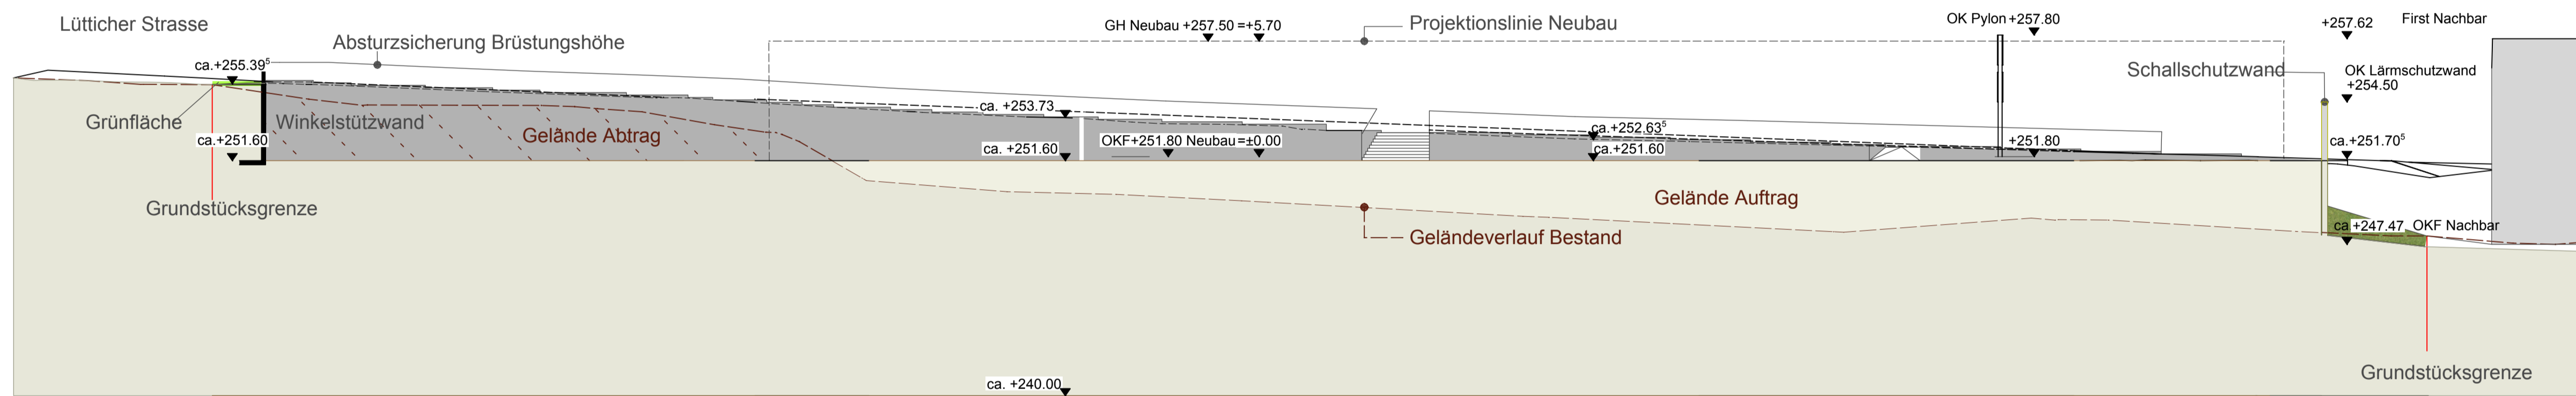 Lütticher Strasse
Absturzsicherung Brüstungshöhe
GH Neubau +257.50 =+5.70
Projektionslinie Neubau
OK Pylon +257.80
+257.62 First Nachbar
ca.+255.39⁵
Schallschutzwand
OK Lärmschutzwand
+254.50
Grünfläche
Winkelstützwand
ca. +253.73
Gelände Abtrag
ca.+251.60
ca. +251.60
OKF+251.80 Neubau=±0.00
ca.+252.63⁵
ca.+251.60
+251.80
ca.+251.70⁵
Grundstücksgrenze
Gelände Auftrag
Geländeverlauf Bestand
ca +247.47 OKF Nachbar
Grundstücksgrenze
ca. +240.00